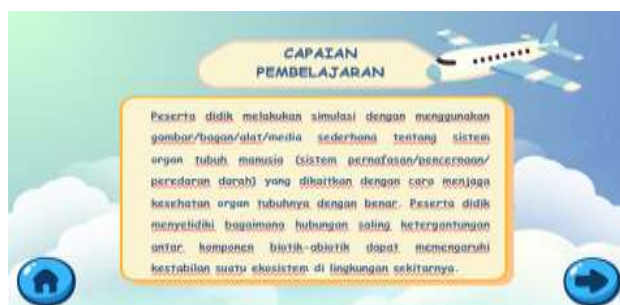 CAPAIAN
PEMBELAJARAN
Peserta didik melakukan simulasi dengan menggunakan
gambar/bagan/alat/media sederhana tentang sistem
organ tubuh manusia (sistem pernafasan/pencernaan/
peredaran darah) yang dikaitkan dengan cara menjaga
kesehatan organ tubuhnya dengan benar. Peserta didik
menyelidiki bagaimana hubungan saling ketergantungan
antar komponen biotik-abiotik dapat memengaruhi
kestabilan suatu ekosistem di lingkungan sekitarnya.